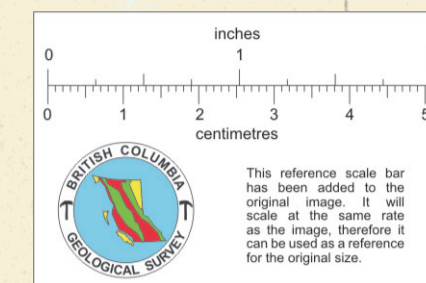 inches
0 1
0 1 2 3 4 5
centimetres
BRITISH COLUMBIA
GEOLOGICAL SURVEY
This reference scale bar
has been added to the
original image. It will
scale at the same rate
as the image, therefore it
can be used as a reference
for the original size.